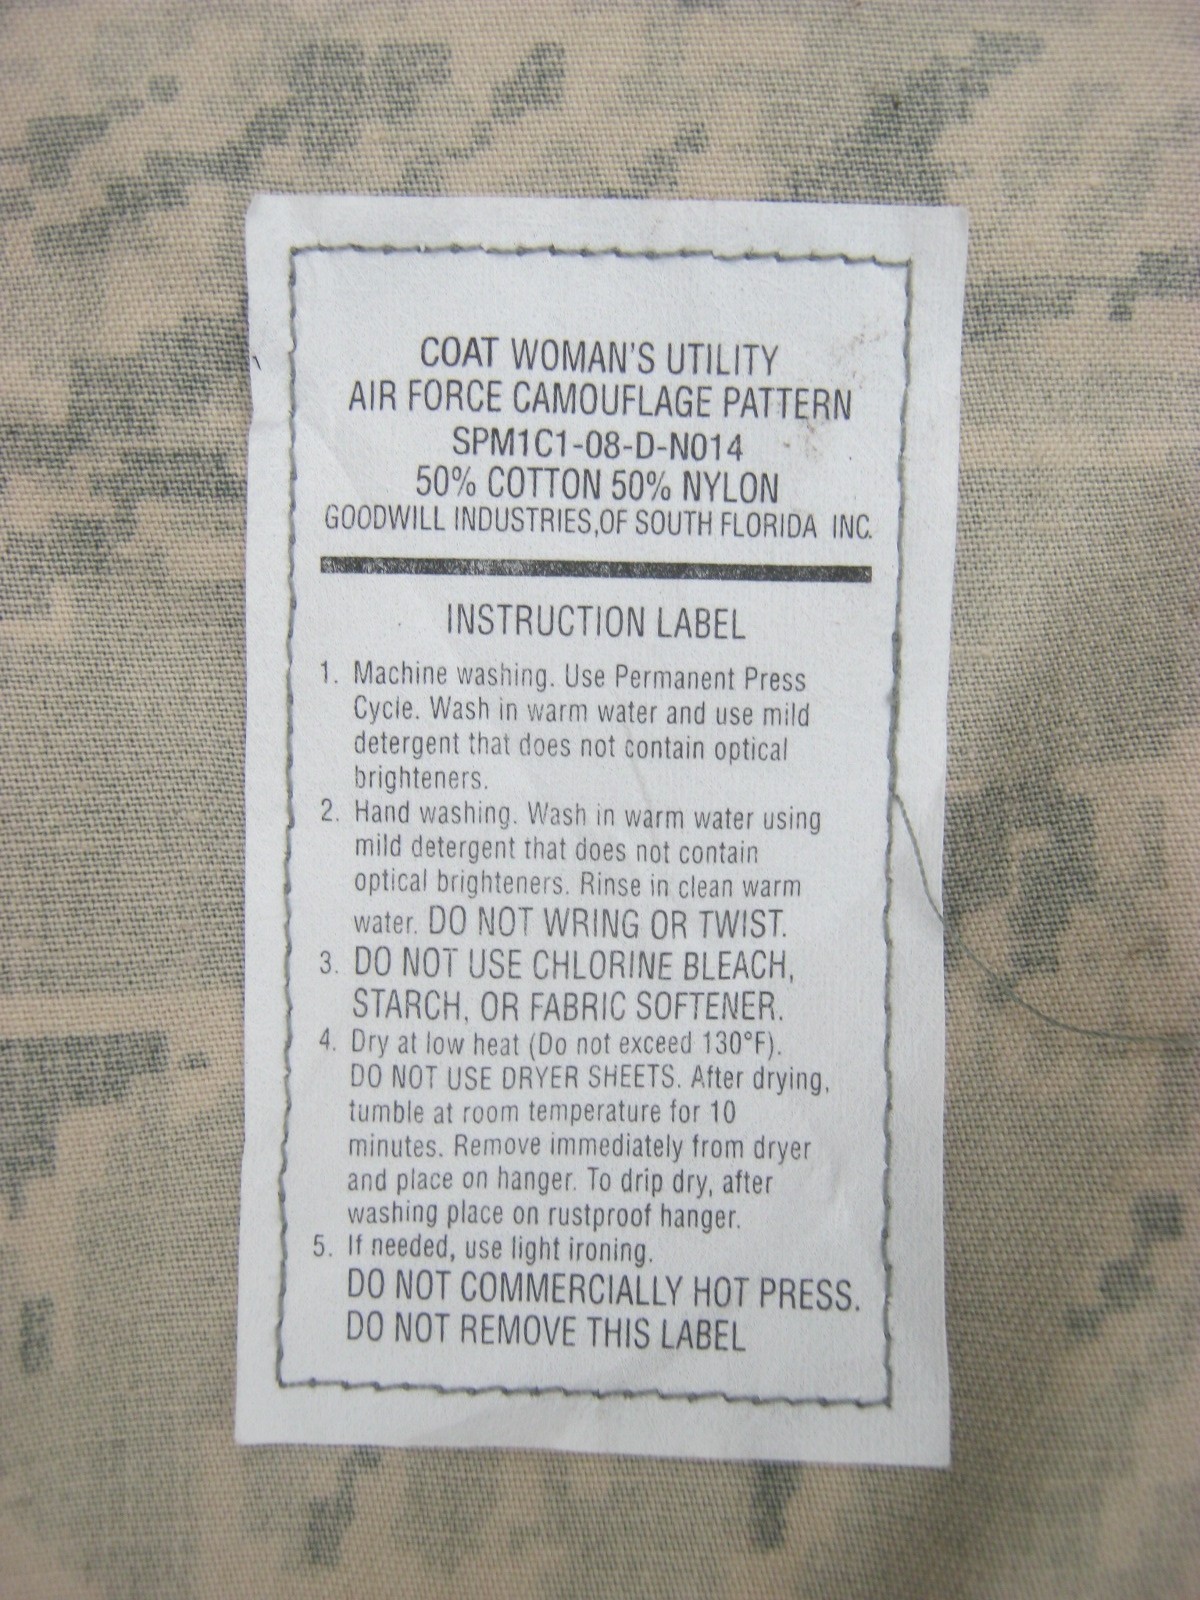 COAT WOMAN'S UTILITY
AIR FORCE CAMOUFLAGE PATTERN
SPM1C1-08-D-N014
50% COTTON 50% NYLON
GOODWILL INDUSTRIES,OF SOUTH FLORIDA INC.
INSTRUCTION LABEL
1. Machine washing. Use Permanent Press
Cycle. Wash in warm water and use mild
detergent that does not contain optical
brighteners.
2. Hand washing. Wash in warm water using
mild detergent that does not contain
optical brighteners. Rinse in clean warm
water. DO NOT WRING OR TWIST.
3. DO NOT USE CHLORINE BLEACH,
STARCH, OR FABRIC SOFTENER.
4. Dry at low heat (Do not exceed 130°F).
DO NOT USE DRYER SHEETS. After drying,
tumble at room temperature for 10
minutes. Remove immediately from dryer
and place on hanger. To drip dry, after
washing place on rustproof hanger.
5. If needed, use light ironing.
DO NOT COMMERCIALLY HOT PRESS.
DO NOT REMOVE THIS LABEL